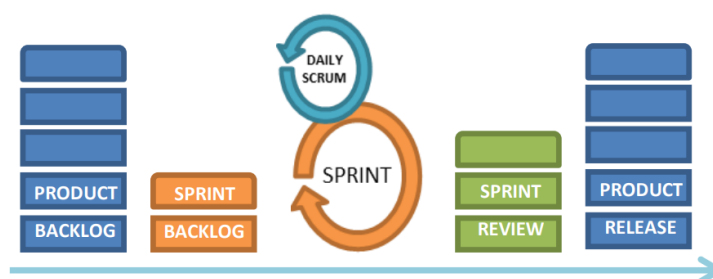 DAILY
SCRUM
SPRINT
PRODUCT
BACKLOG
SPRINT
BACKLOG
SPRINT
REVIEW
PRODUCT
RELEASE